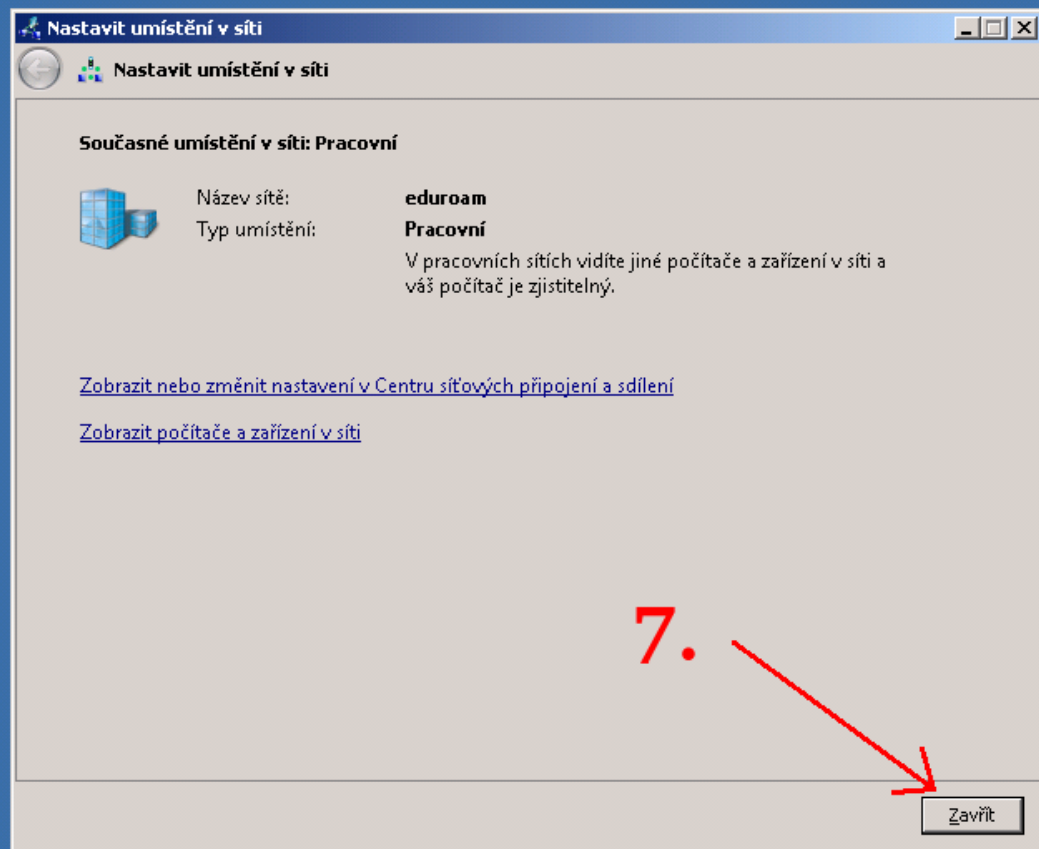 Nastavit umístění v síti
Nastavit umístění v síti
Současné umístění v síti: Pracovní
Název sítě: eduroam
Typ umístění: Pracovní
V pracovních sítích vidíte jiné počítače a zařízení v síti a
váš počítač je zjistitelný.
Zobrazit nebo změnit nastavení v Centru síťových připojení a sdílení
Zobrazit počítače a zařízení v síti
7.
Zavřít